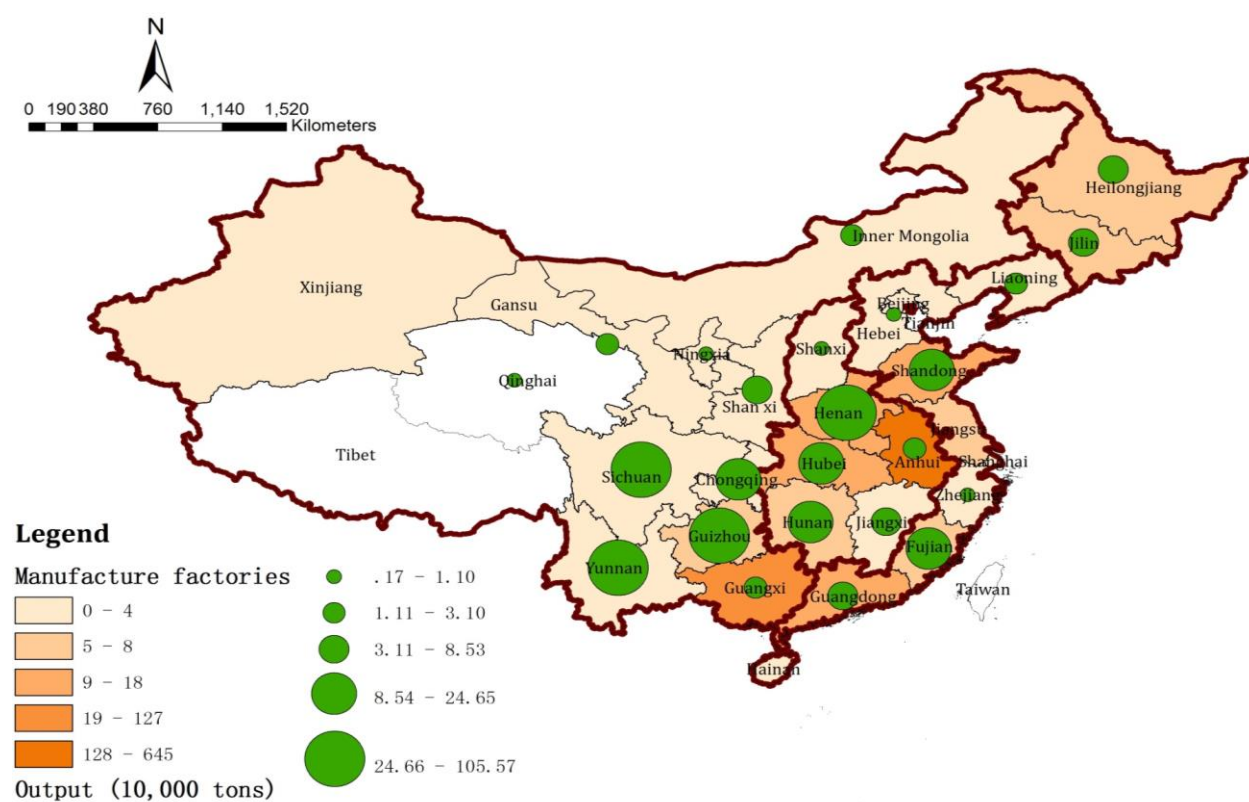 N
0 190 380 760 1,140 1,520
Kilometers
Heilongjiang
Inner Mongolia
Jilin
Liaoning
Xinjiang
Gansu
Beijing
Tianjin
Hebei
Ningxia
Shanxi
Qinghai
Shandong
Shan xi
Henan
Jiangsu
Tibet
Sichuan
Chongqing
Hubei
Anhui
Shanghai
Zhejiang
Hunan
Jiangxi
Guizhou
Fujian
Yunnan
Guangxi
Guangdong
Taiwan
Hainan
Legend
Manufacture factories
0 - 4
5 - 8
9 - 18
19 - 127
128 - 645
Output (10,000 tons)
.17 - 1.10
1.11 - 3.10
3.11 - 8.53
8.54 - 24.65
24.66 - 105.57